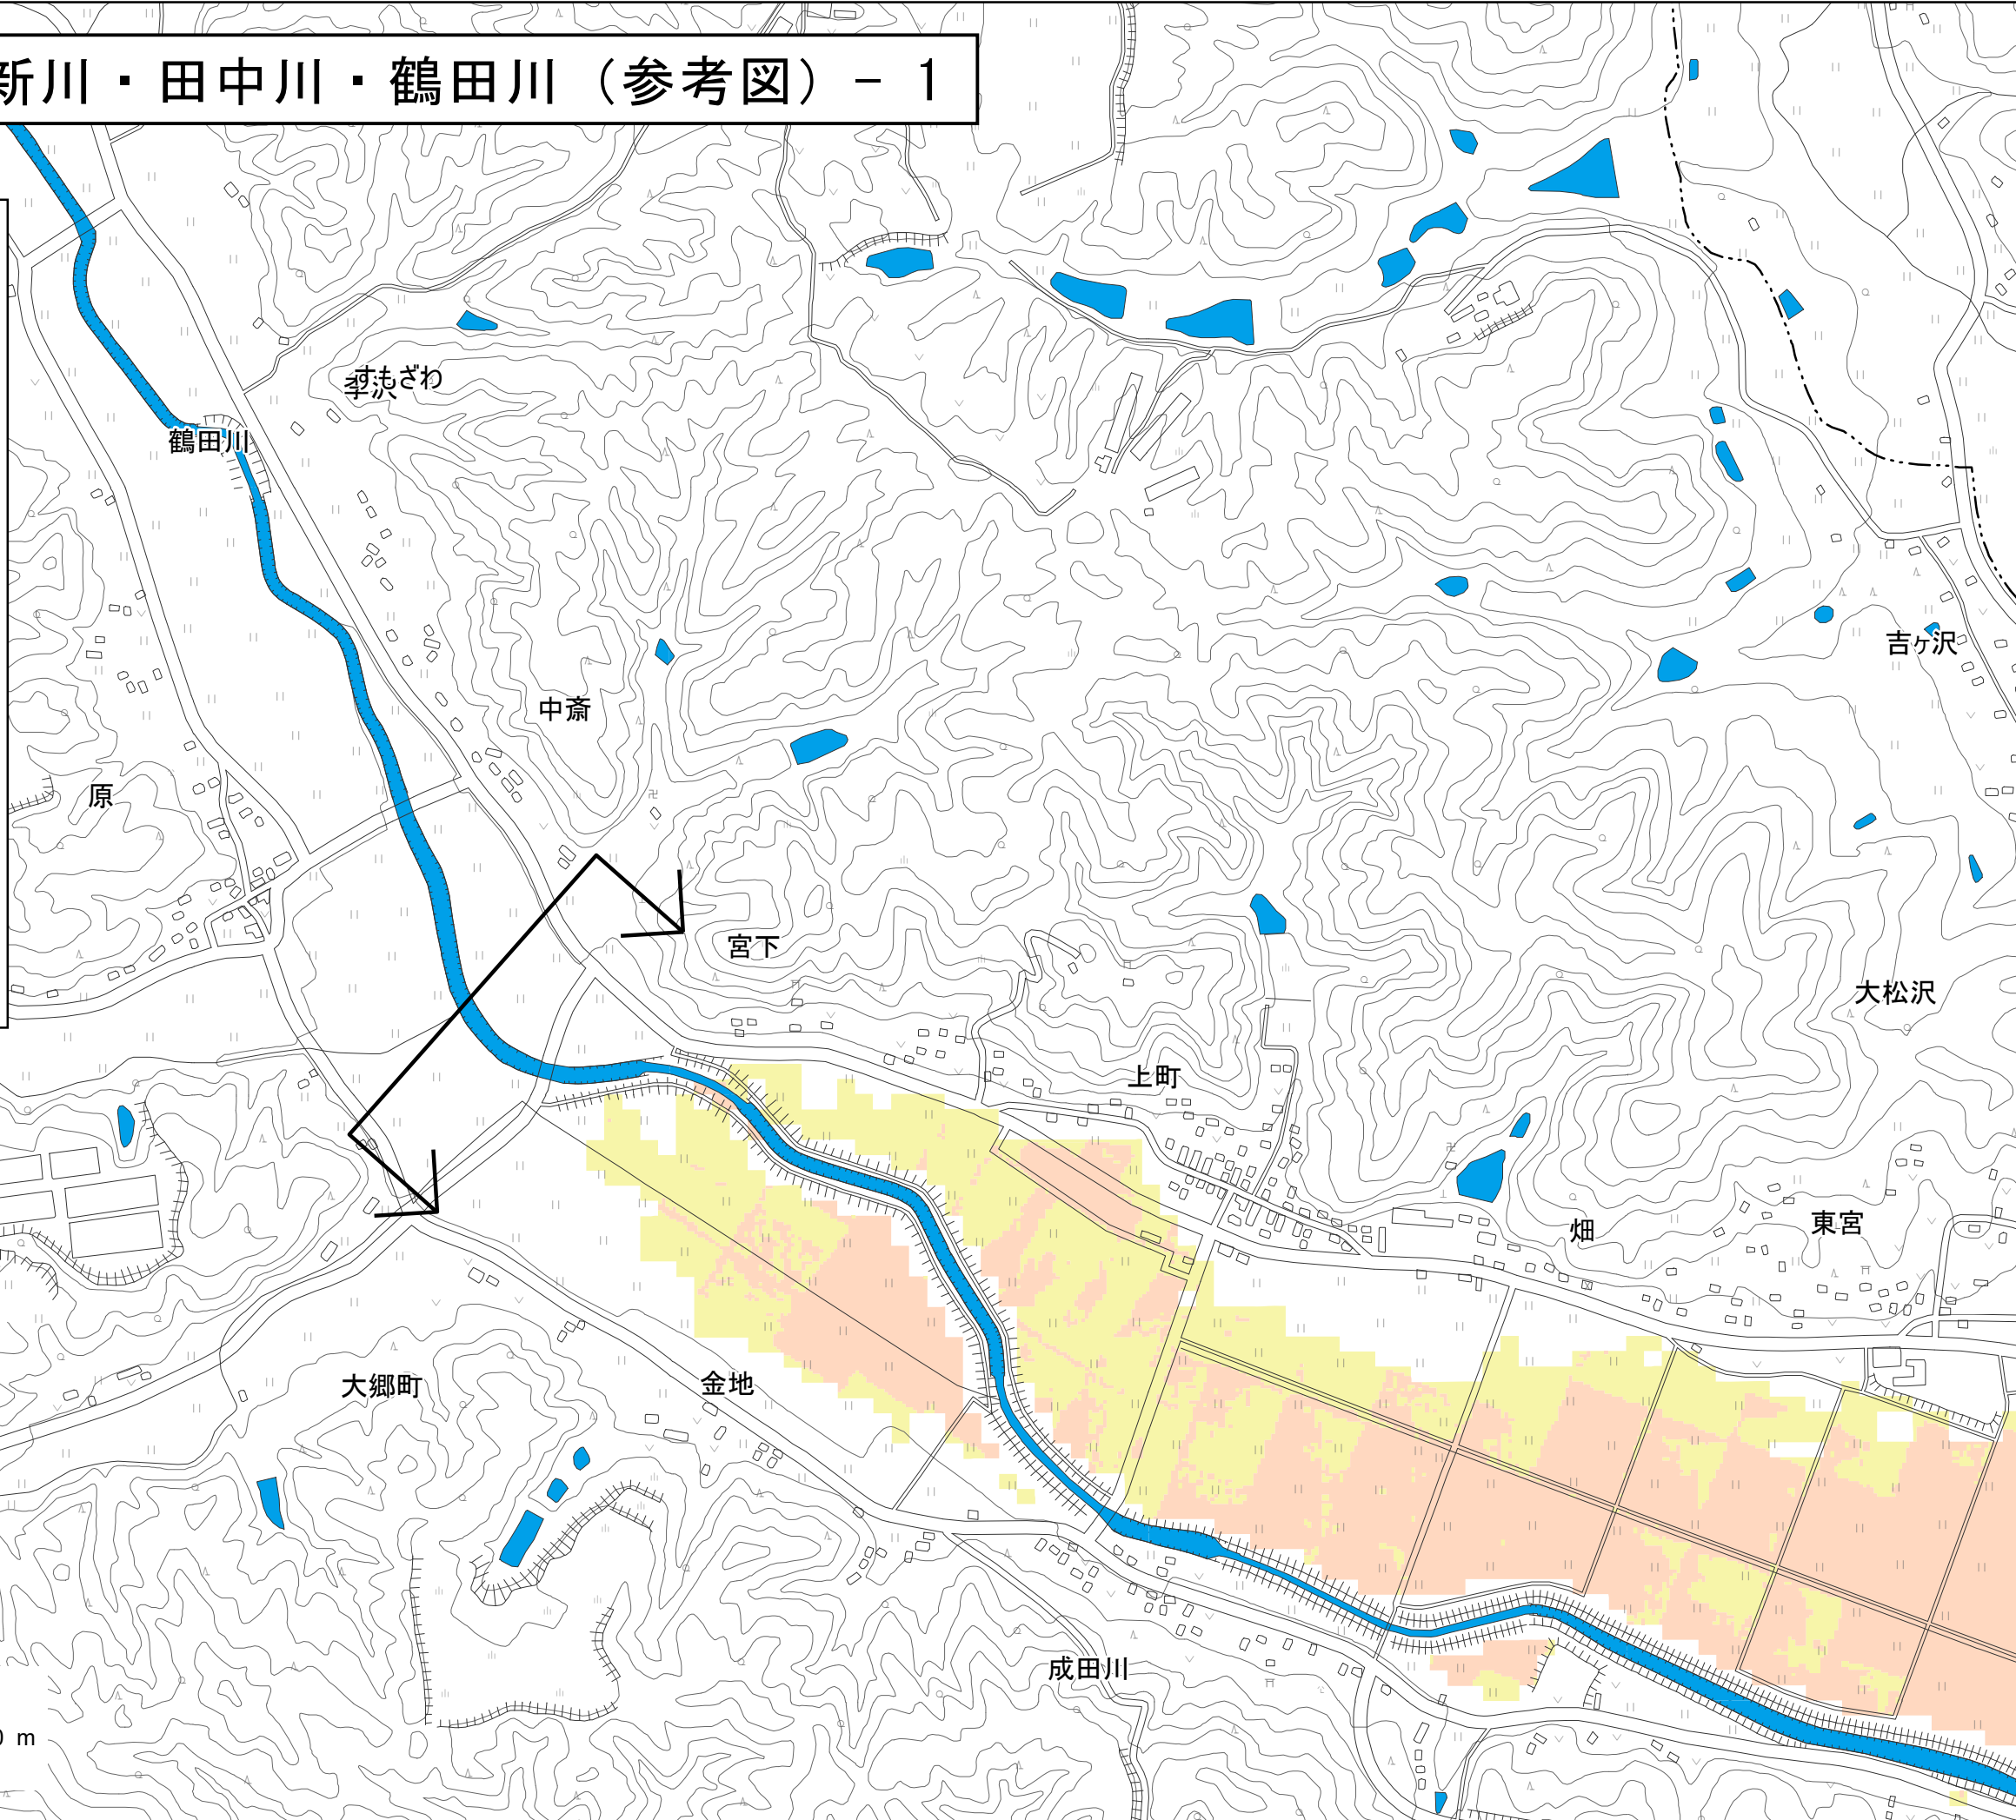 新川・田中川・鶴田川（参考図）－１
すもざわ
李沢
鶴田川
吉ヶ沢
中斎
原
宮下
大松沢
上町
畑
東宮
大郷町
金地
成田川
0 m